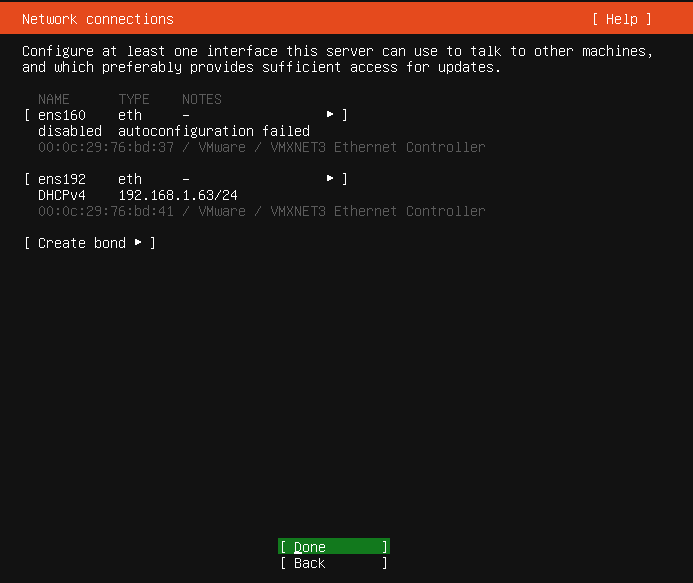 Network connections [ Help ]
Configure at least one interface this server can use to talk to other machines,
and which preferably provides sufficient access for updates.
NAME TYPE NOTES
[ ens160 eth – ▸ ]
disabled autoconfiguration failed
00:0c:29:76:bd:37 / VMware / VMXNET3 Ethernet Controller
[ ens192 eth – ▸ ]
DHCPv4 192.168.1.63/24
00:0c:29:76:bd:41 / VMware / VMXNET3 Ethernet Controller
[ Create bond ▸ ]
[ Done ]
[ Back ]